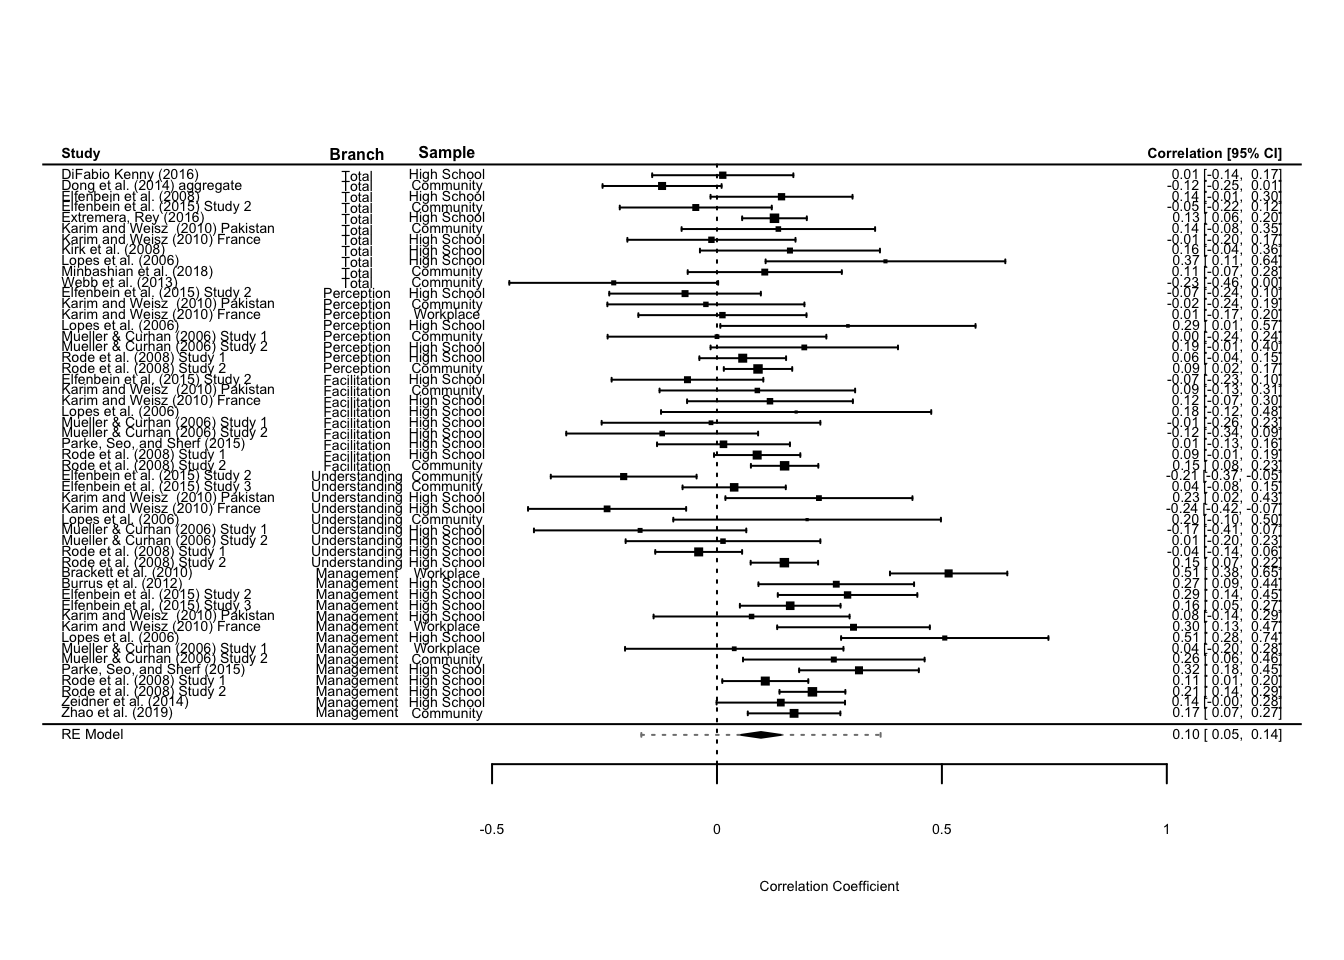 Study Branch Sample Correlation [95% CI]
DiFabio Kenny (2016) Total High School 0.01 [-0.14, 0.17]
Dong et al. (2014) aggregate Total Community -0.12 [-0.25, 0.01]
Elfenbein et al. (2008) Total High School 0.14 [-0.01, 0.30]
Elfenbein et al. (2015) Study 2 Total Community -0.05 [-0.22, 0.12]
Extremera, Rey (2016) Total High School 0.13 [ 0.06, 0.20]
Karim and Weisz (2010) Pakistan Total Community 0.14 [-0.08, 0.35]
Karim and Weisz (2010) France Total High School -0.01 [-0.20, 0.17]
Kirk et al. (2008) Total High School 0.16 [-0.04, 0.36]
Lopes et al. (2006) Total High School 0.37 [ 0.11, 0.64]
Minbashian et al. (2018) Total Community 0.11 [-0.07, 0.28]
Webb et al. (2013) Total Community -0.23 [-0.46, 0.00]
Elfenbein et al. (2015) Study 2 Perception High School -0.07 [-0.24, 0.10]
Karim and Weisz (2010) Pakistan Perception Community -0.02 [-0.24, 0.19]
Karim and Weisz (2010) France Perception Workplace 0.01 [-0.17, 0.20]
Lopes et al. (2006) Perception High School 0.29 [ 0.01, 0.57]
Mueller & Curhan (2006) Study 1 Perception Community 0.00 [-0.24, 0.24]
Mueller & Curhan (2006) Study 2 Perception High School 0.19 [-0.01, 0.40]
Rode et al. (2008) Study 1 Perception High School 0.06 [-0.04, 0.15]
Rode et al. (2008) Study 2 Perception Community 0.09 [ 0.02, 0.17]
Elfenbein et al. (2015) Study 2 Facilitation High School -0.07 [-0.23, 0.10]
Karim and Weisz (2010) Pakistan Facilitation Community 0.09 [-0.13, 0.31]
Karim and Weisz (2010) France Facilitation High School 0.12 [-0.07, 0.30]
Lopes et al. (2006) Facilitation High School 0.18 [-0.12, 0.48]
Mueller & Curhan (2006) Study 1 Facilitation High School -0.01 [-0.26, 0.23]
Mueller & Curhan (2006) Study 2 Facilitation High School -0.12 [-0.34, 0.09]
Parke, Seo, and Sherf (2015) Facilitation High School 0.01 [-0.13, 0.16]
Rode et al. (2008) Study 1 Facilitation High School 0.09 [-0.01, 0.19]
Rode et al. (2008) Study 2 Facilitation Community 0.15 [ 0.08, 0.23]
Elfenbein et al. (2015) Study 2 Understanding Community -0.21 [-0.37, -0.05]
Elfenbein et al. (2015) Study 3 Understanding Community 0.04 [-0.08, 0.15]
Karim and Weisz (2010) Pakistan Understanding High School 0.23 [ 0.02, 0.43]
Karim and Weisz (2010) France Understanding High School -0.24 [-0.42, -0.07]
Lopes et al. (2006) Understanding Community 0.20 [-0.10, 0.50]
Mueller & Curhan (2006) Study 1 Understanding High School -0.17 [-0.41, 0.07]
Mueller & Curhan (2006) Study 2 Understanding High School 0.01 [-0.20, 0.23]
Rode et al. (2008) Study 1 Understanding High School -0.04 [-0.14, 0.06]
Rode et al. (2008) Study 2 Understanding High School 0.15 [ 0.07, 0.22]
Brackett et al. (2010) Management Workplace 0.51 [ 0.38, 0.65]
Burrus et al. (2012) Management High School 0.27 [ 0.09, 0.44]
Elfenbein et al. (2015) Study 2 Management High School 0.29 [ 0.14, 0.45]
Elfenbein et al. (2015) Study 3 Management High School 0.16 [ 0.05, 0.27]
Karim and Weisz (2010) Pakistan Management High School 0.08 [-0.14, 0.29]
Karim and Weisz (2010) France Management Workplace 0.30 [ 0.13, 0.47]
Lopes et al. (2006) Management High School 0.51 [ 0.28, 0.74]
Mueller & Curhan (2006) Study 1 Management Workplace 0.04 [-0.20, 0.28]
Mueller & Curhan (2006) Study 2 Management Community 0.26 [ 0.06, 0.46]
Parke, Seo, and Sherf (2015) Management High School 0.32 [ 0.18, 0.45]
Rode et al. (2008) Study 1 Management High School 0.11 [ 0.01, 0.20]
Rode et al. (2008) Study 2 Management High School 0.21 [ 0.14, 0.29]
Zeidner et al. (2014) Management High School 0.14 [-0.00, 0.28]
Zhao et al. (2019) Management Community 0.17 [ 0.07, 0.27]
RE Model 0.10 [ 0.05, 0.14]
-0.5 0 0.5 1
Correlation Coefficient